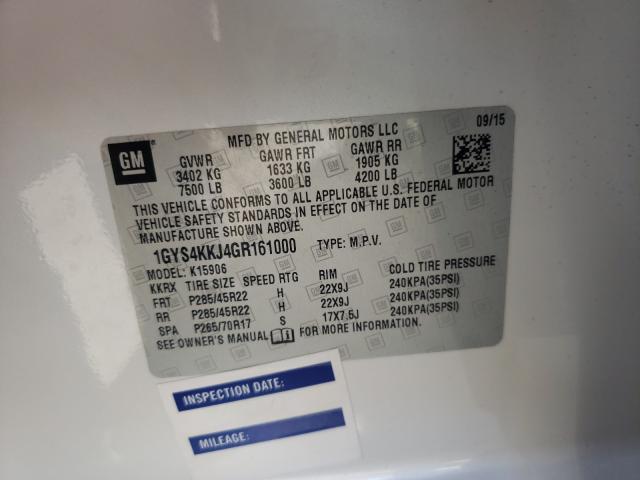 MFD BY GENERAL MOTORS LLC 09/15
GM GVWR GAWR FRT GAWR RR
3402 KG 1633 KG 1905 KG
7500 LB 3600 LB 4200 LB
THIS VEHICLE CONFORMS TO ALL APPLICABLE U.S. FEDERAL MOTOR
VEHICLE SAFETY STANDARDS IN EFFECT ON THE DATE OF
MANUFACTURE SHOWN ABOVE.
1GYS4KKJ4GR161000 TYPE: M.P.V.
MODEL: K15906
KKRX TIRE SIZE SPEED RTG RIM COLD TIRE PRESSURE
FRT P285/45R22 H 22X9J 240KPA(35PSI)
RR P285/45R22 H 22X9J 240KPA(35PSI)
SPA P265/70R17 S 17X7.5J 240KPA(35PSI)
SEE OWNER'S MANUAL FOR MORE INFORMATION.
INSPECTION DATE:
MILEAGE: